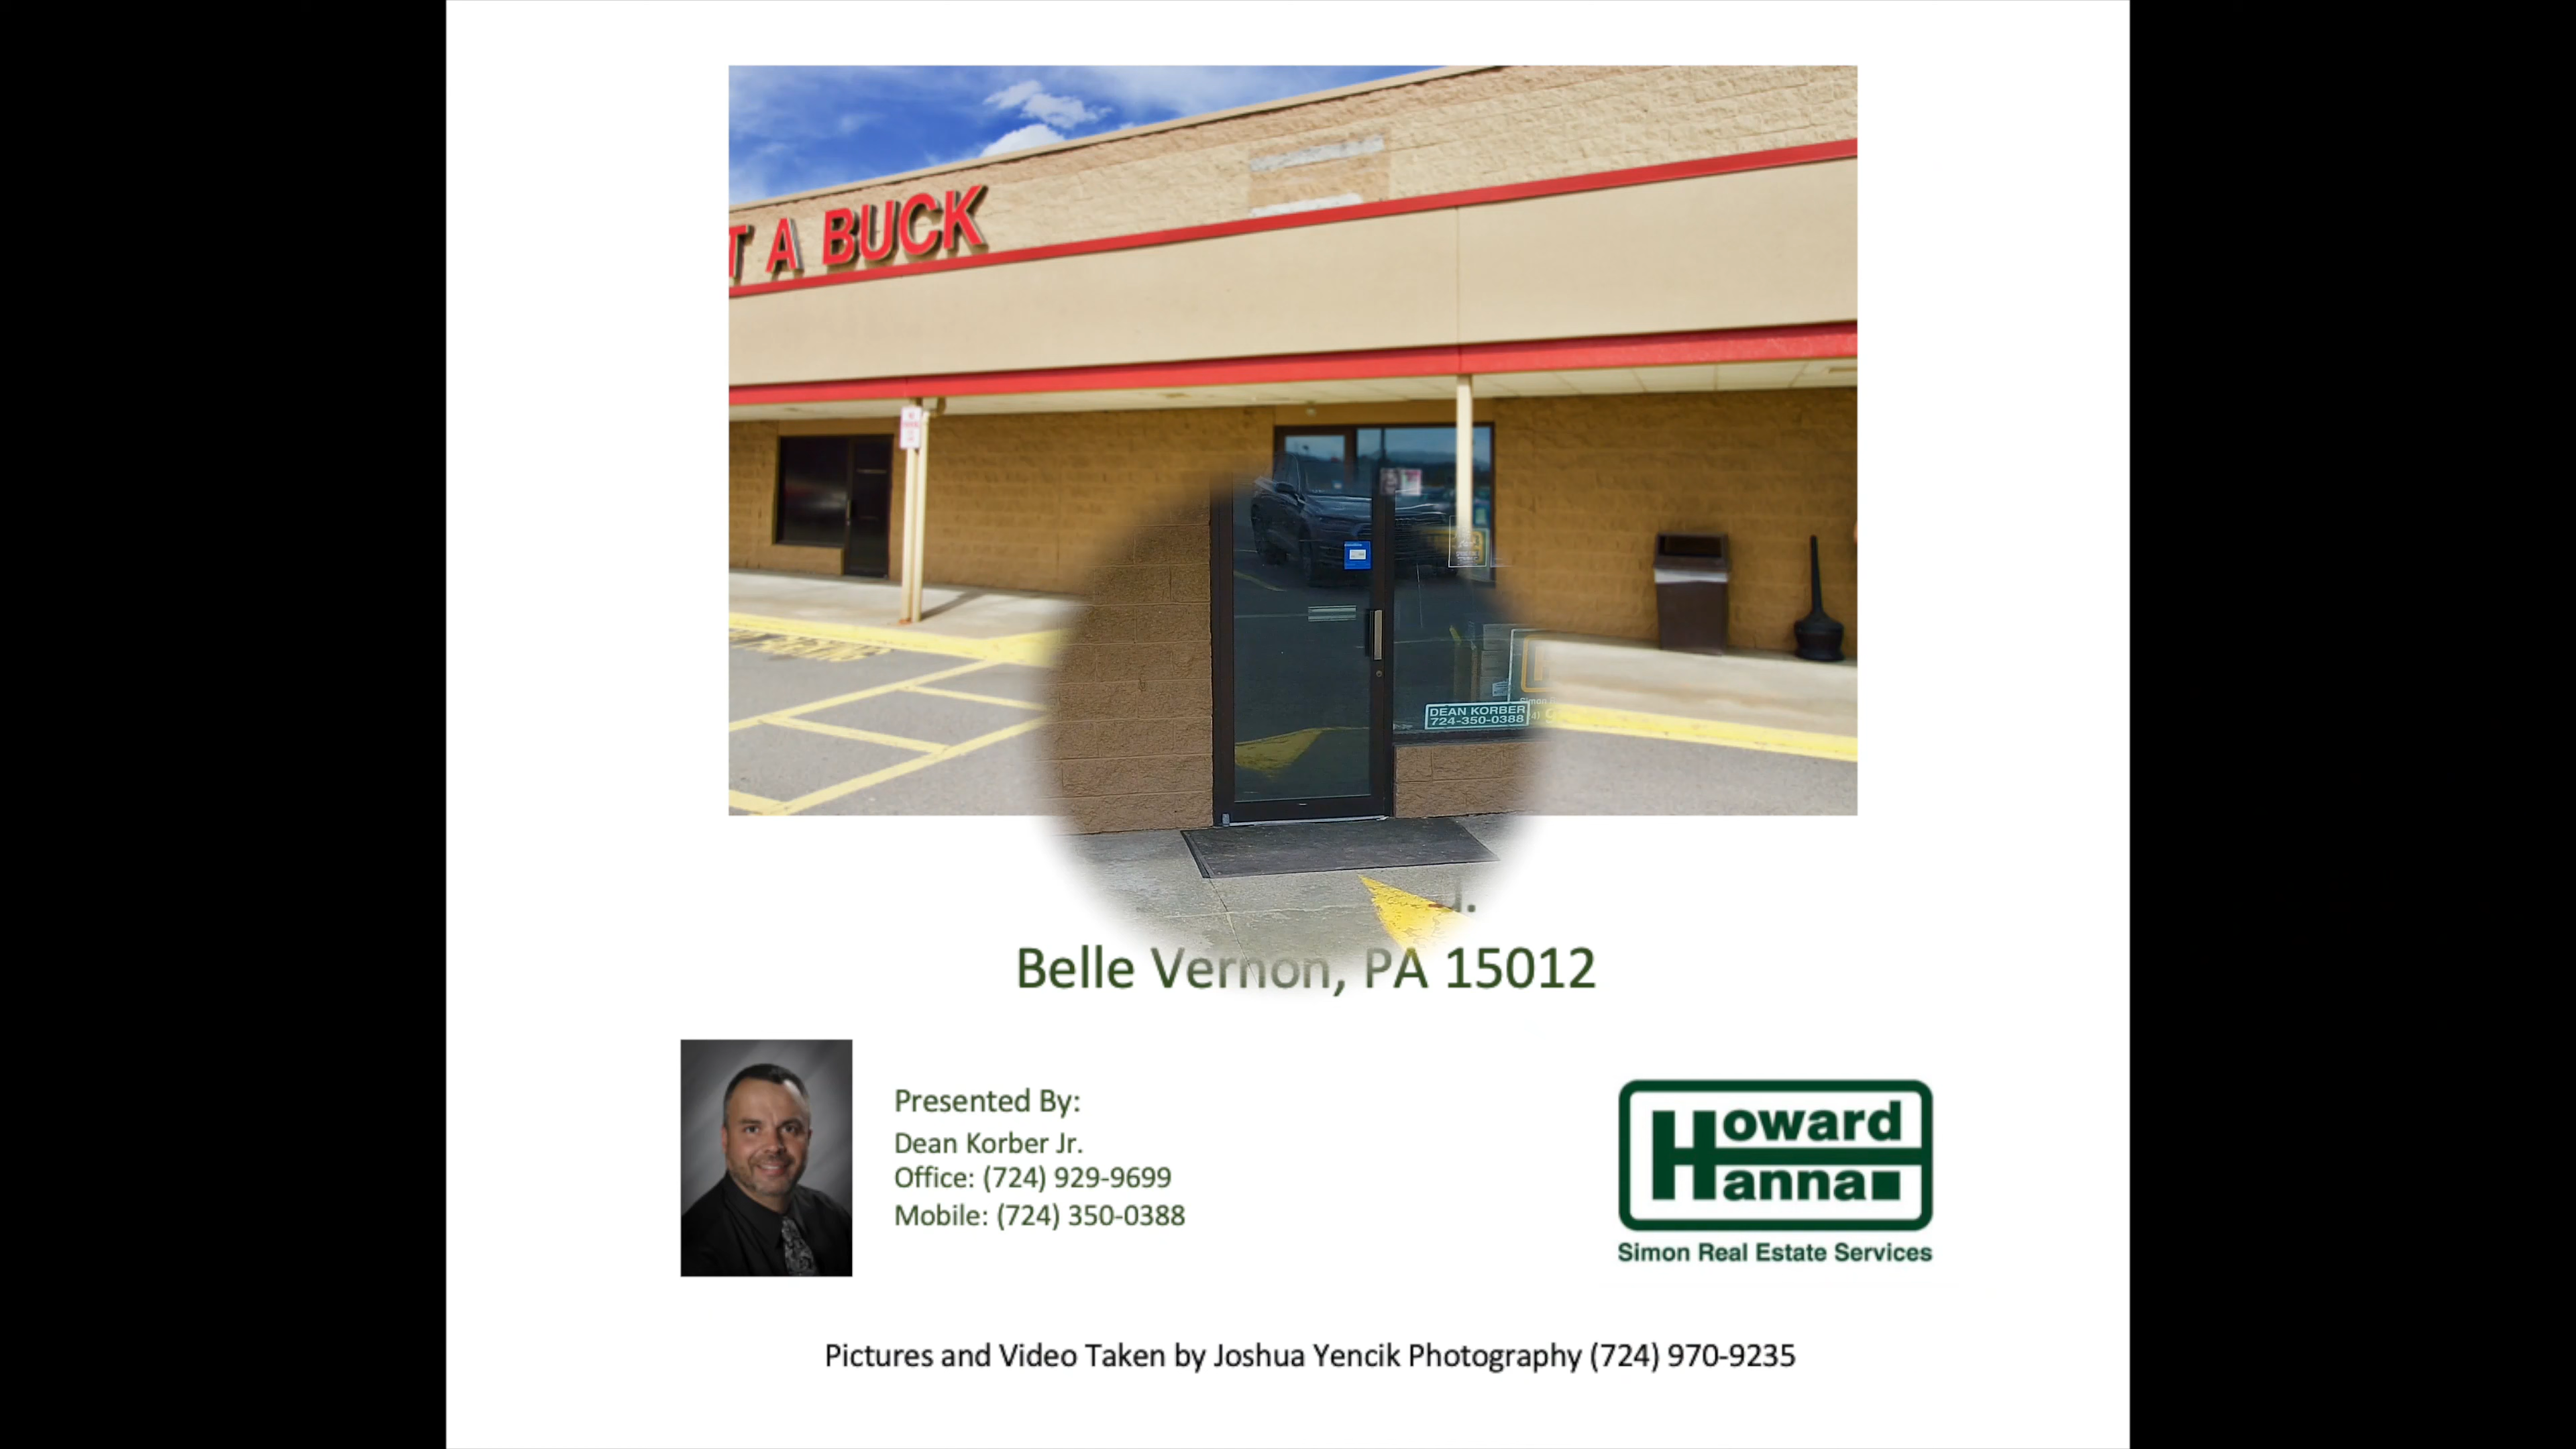 T A BUCK
DEAN KORBER
724-350-0388
Belle Vernon, PA 15012
Presented By:
Dean Korber Jr.
Office: (724) 929-9699
Mobile: (724) 350-0388
Howard
Hanna
Simon Real Estate Services
Pictures and Video Taken by Joshua Yencik Photography (724) 970-9235